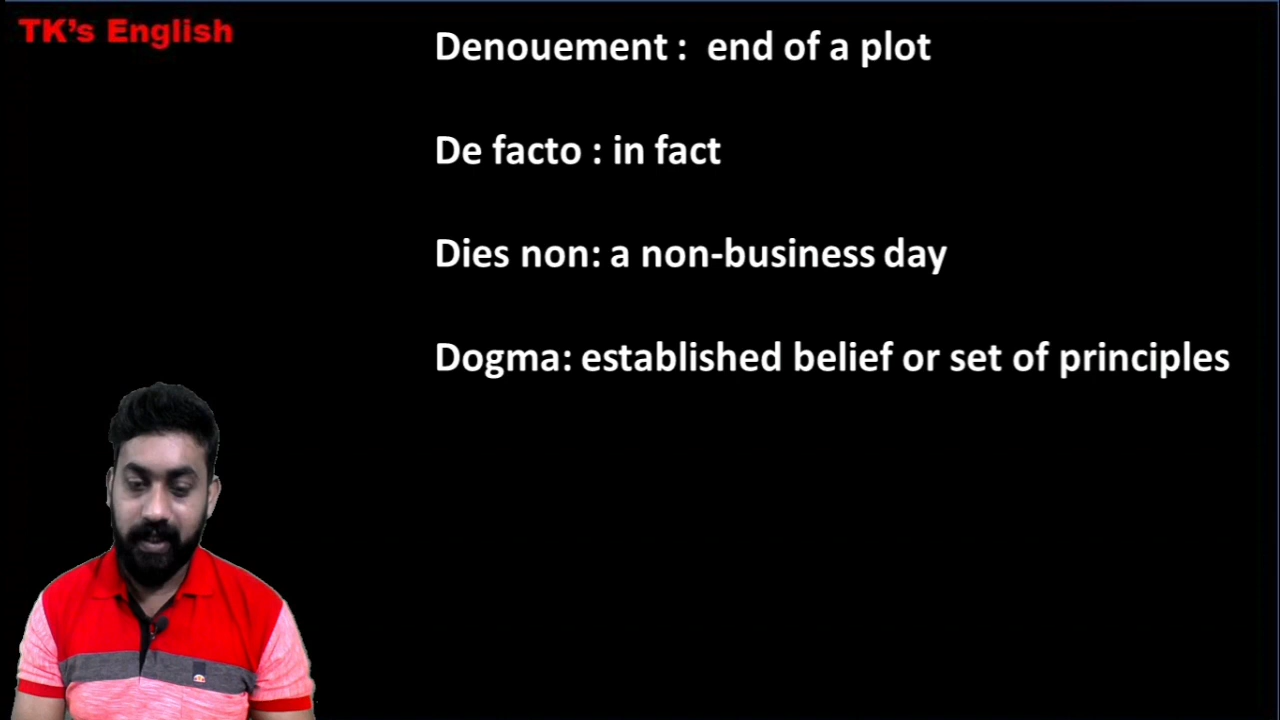 TK's English
Denouement : end of a plot
De facto : in fact
Dies non: a non-business day
Dogma: established belief or set of principles